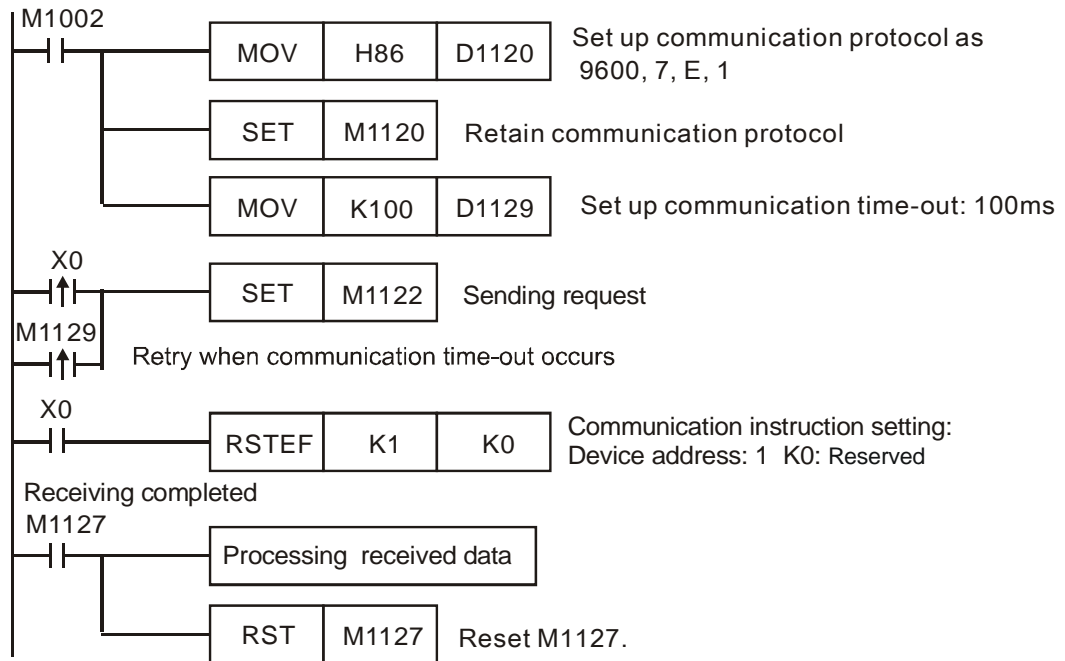 M1002
MOV H86 D1120 Set up communication protocol as
9600, 7, E, 1
SET M1120 Retain communication protocol
MOV K100 D1129 Set up communication time-out: 100ms
X0
SET M1122 Sending request
M1129
Retry when communication time-out occurs
X0
RSTEF K1 K0 Communication instruction setting:
Device address: 1 K0: Reserved
Receiving completed
M1127
Processing received data
RST M1127 Reset M1127.